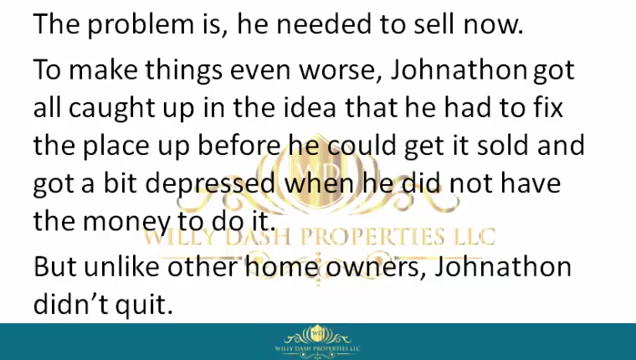 The problem is, he needed to sell now.
To make things even worse, Johnathon got
all caught up in the idea that he had to fix
the place up before he could get it sold and
got a bit depressed when he did not have
the money to do it.
WILLY DASH PROPERTIES LLC
But unlike other home owners, Johnathon
didn't quit.
WILLY DASH PROPERTIES LLC